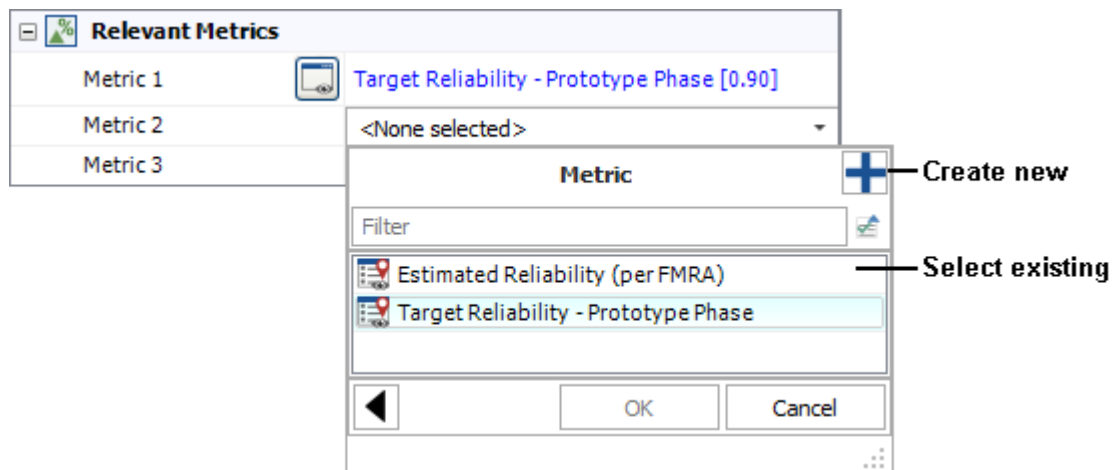 Relevant Metrics
Metric 1 Target Reliability - Prototype Phase [0.90]
Metric 2 <None selected>
Metric 3
Metric
Create new
Filter
Estimated Reliability (per FMRA)
Select existing
Target Reliability - Prototype Phase
OK Cancel